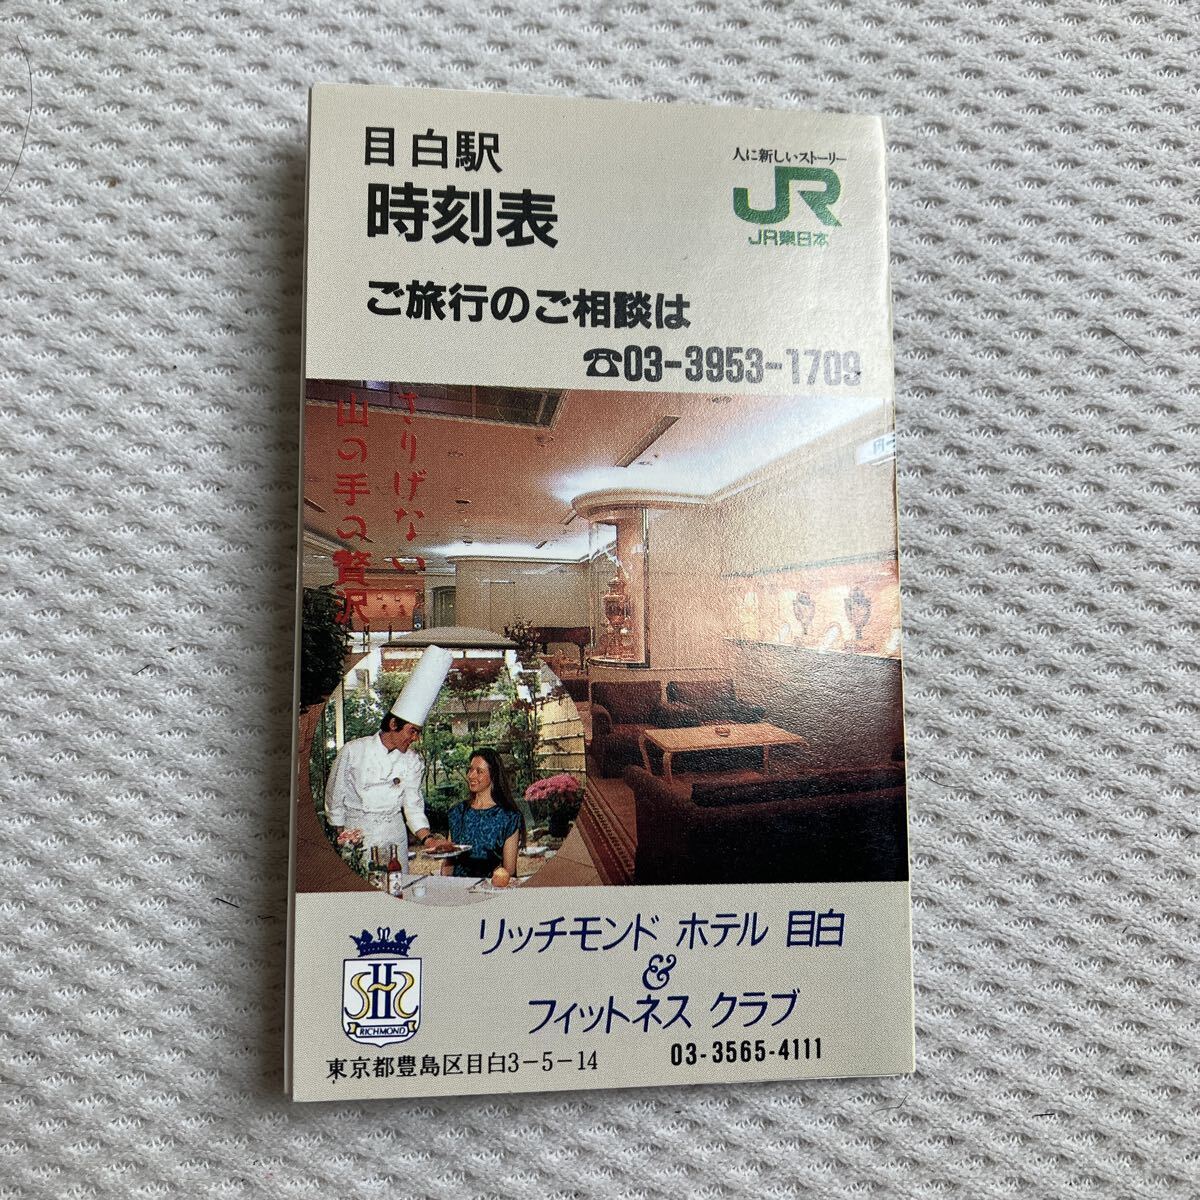 目白駅
時刻表
人に新しいストーリー
JR
JR東日本
ご旅行のご相談は
☎03-3953-1709
さりげない
山の手の贅沢
リッチモンド ホテル 目白
&
フィットネス クラブ
SHS
RICHMOND
東京都豊島区目白3-5-14
03-3565-4111